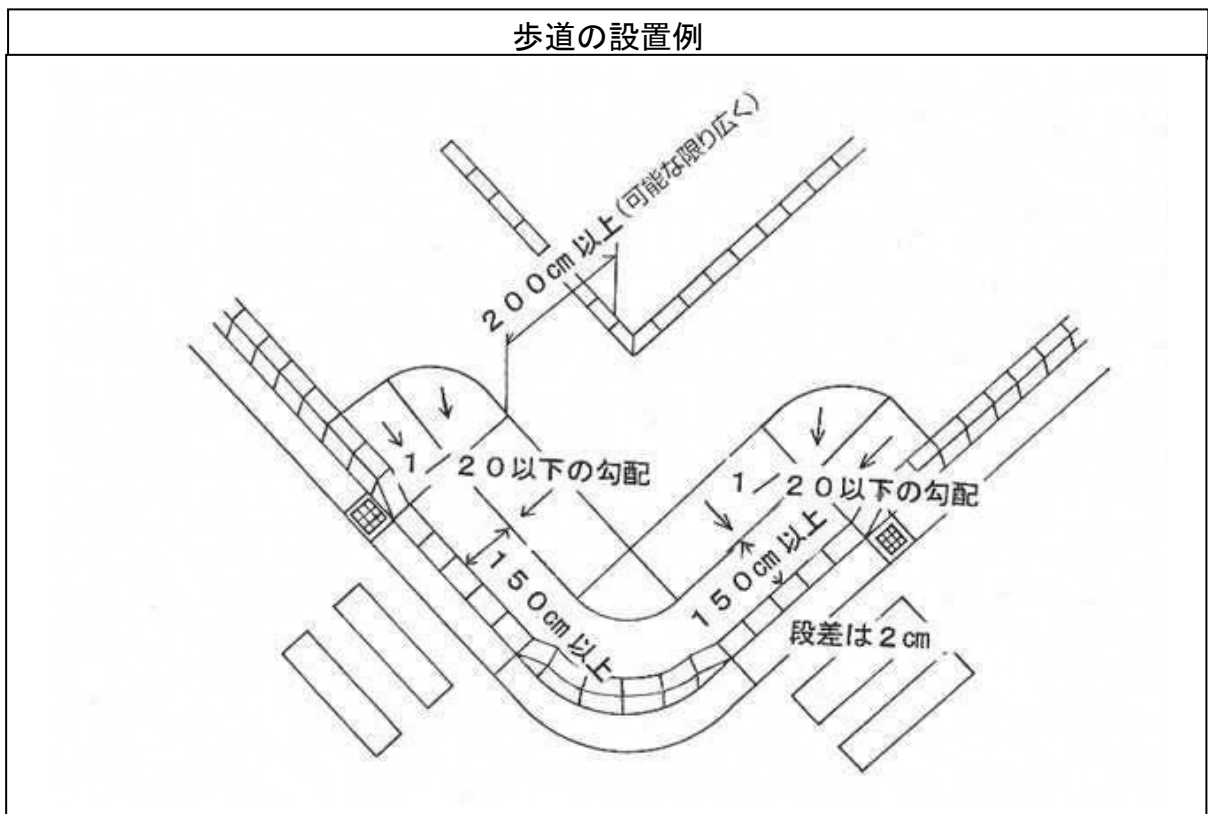 歩道の設置例
200cm以上(可能な限り広く)
1/20以下の勾配
1/20以下の勾配
150cm以上
150cm以上
段差は2cm